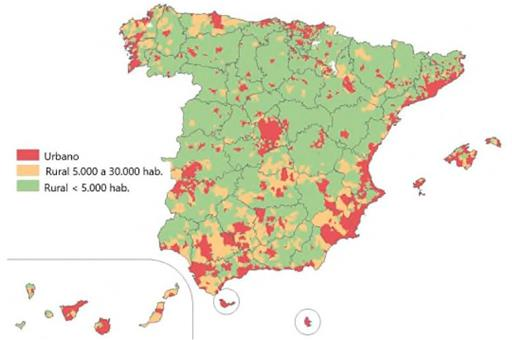 Urbano
Rural 5.000 a 30.000 hab.
Rural < 5.000 hab.